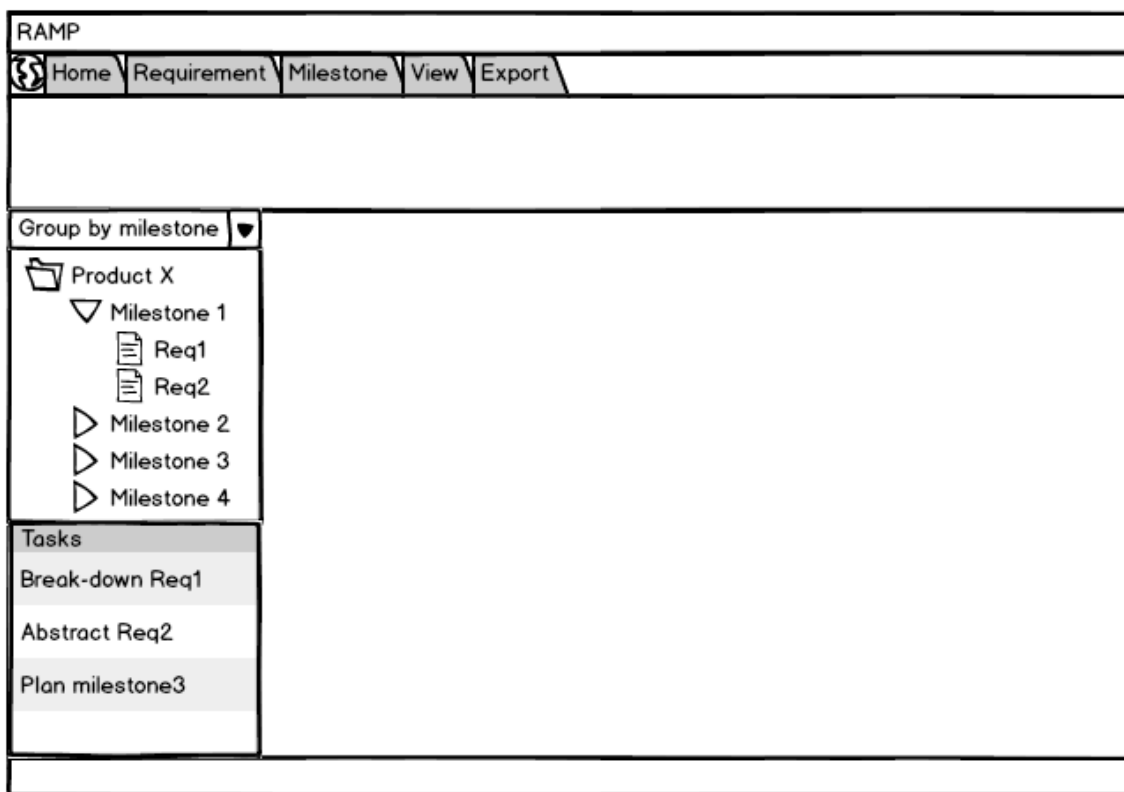 RAMP
Home Requirement Milestone View Export
Group by milestone
Product X
Milestone 1
Req1
Req2
Milestone 2
Milestone 3
Milestone 4
Tasks
Break-down Req1
Abstract Req2
Plan milestone3